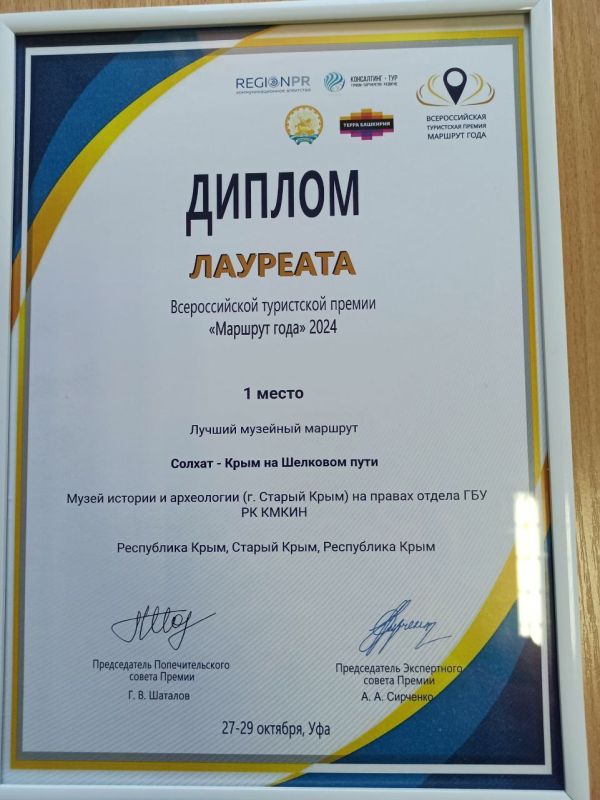 REGIONPR
КОММУНИКАЦИОННОЕ АГЕНТСТВО
КОНСАЛТИНГ - ТУР
ТЕРРА БАШКИРИЯ
ВСЕРОССИЙСКАЯ
ТУРИСТСКАЯ ПРЕМИЯ
МАРШРУТ ГОДА
ДИПЛОМ
ЛАУРЕАТА
Всероссийской туристской премии
«Маршрут года» 2024
1 место
Лучший музейный маршрут
Солхат - Крым на Шелковом пути
Музей истории и археологии (г. Старый Крым) на правах отдела ГБУ
РК КМКИН
Республика Крым, Старый Крым, Республика Крым
Председатель Попечительского
совета Премии
Г. В. Шаталов
Председатель Экспертного
совета Премии
А. А. Сирченко
27-29 октября, Уфа